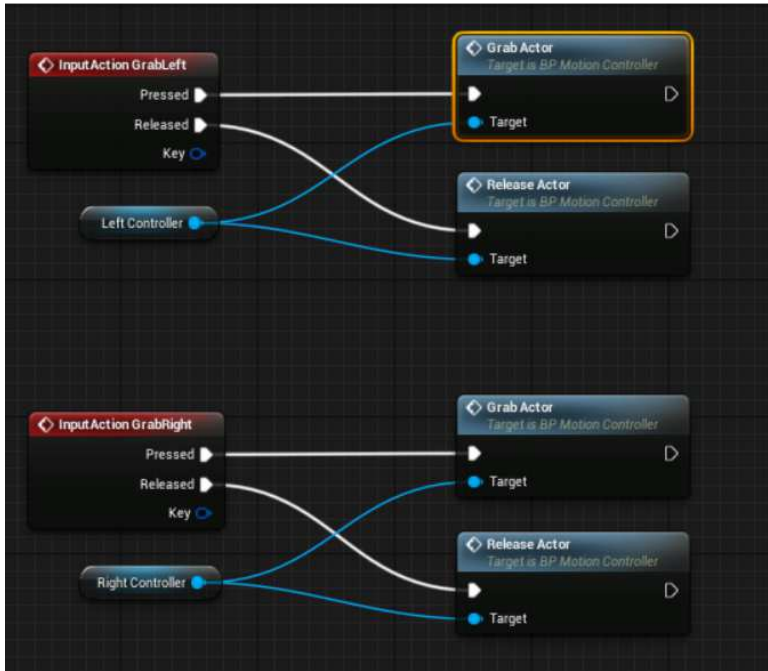 InputAction GrabLeft
Pressed
Released
Key
Left Controller
Grab Actor
Target is BP Motion Controller
Target
Release Actor
Target is BP Motion Controller
Target
InputAction GrabRight
Pressed
Released
Key
Right Controller
Grab Actor
Target is BP Motion Controller
Target
Release Actor
Target is BP Motion Controller
Target